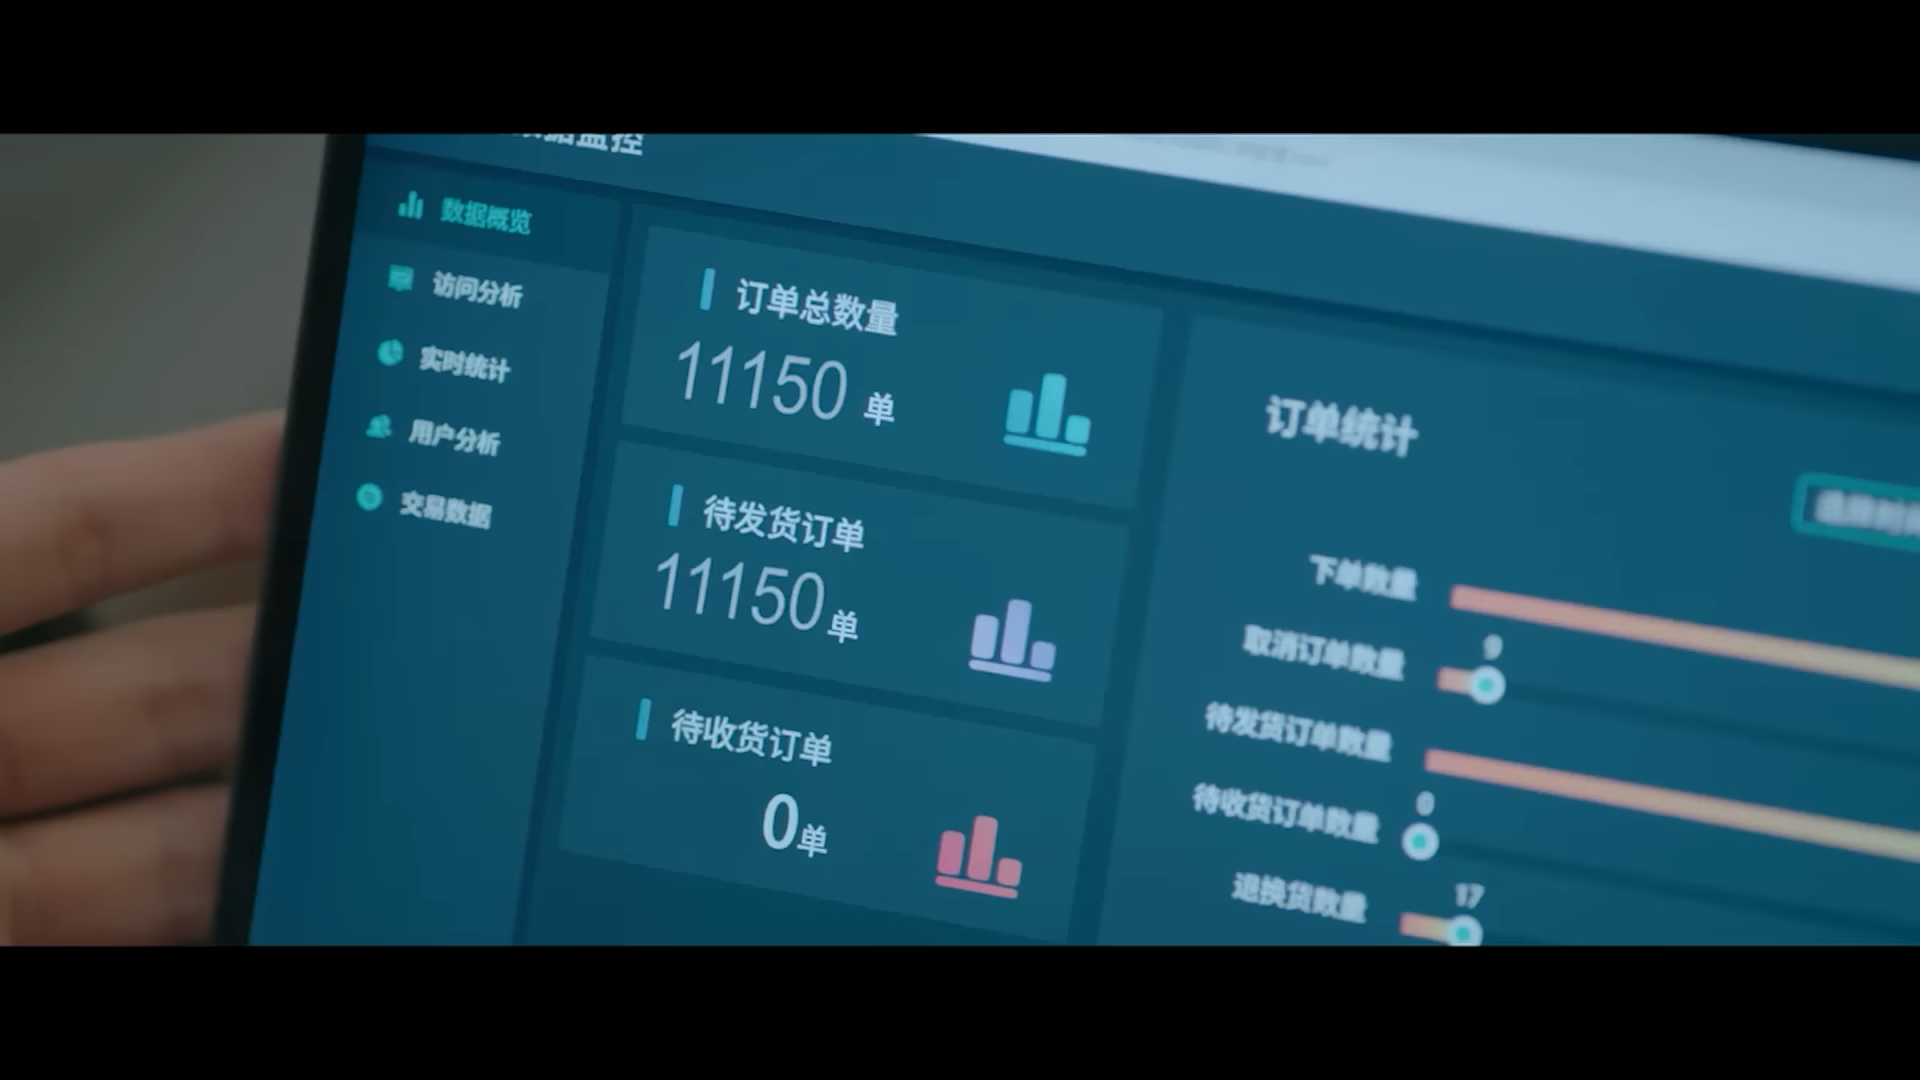 数据监控
数据概览
访问分析
实时统计
用户分析
交易数据
订单总数量
11150 单
待发货订单
11150 单
待收货订单
0单
订单统计
下单数量
9
取消订单数量
待发货订单数量
0
待收货订单数量
17
退换货数量